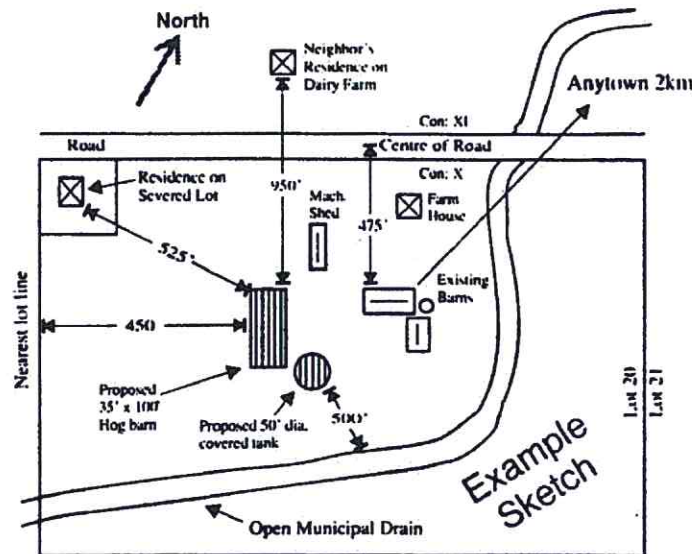 North
Neighbor's
Residence on
Dairy Farm
Anytown 2km
Con: XI
Road
Centre of Road
Con: X
Residence on
Severed Lot
950'
Mach.
Shed
Farm
House
475'
525'
Existing
Barns
450
Nearest lot line
Proposed
35' x 100'
Hog barn
Proposed 50' dia.
covered tank
500'
Lot 20
Lot 21
Example
Sketch
Open Municipal Drain